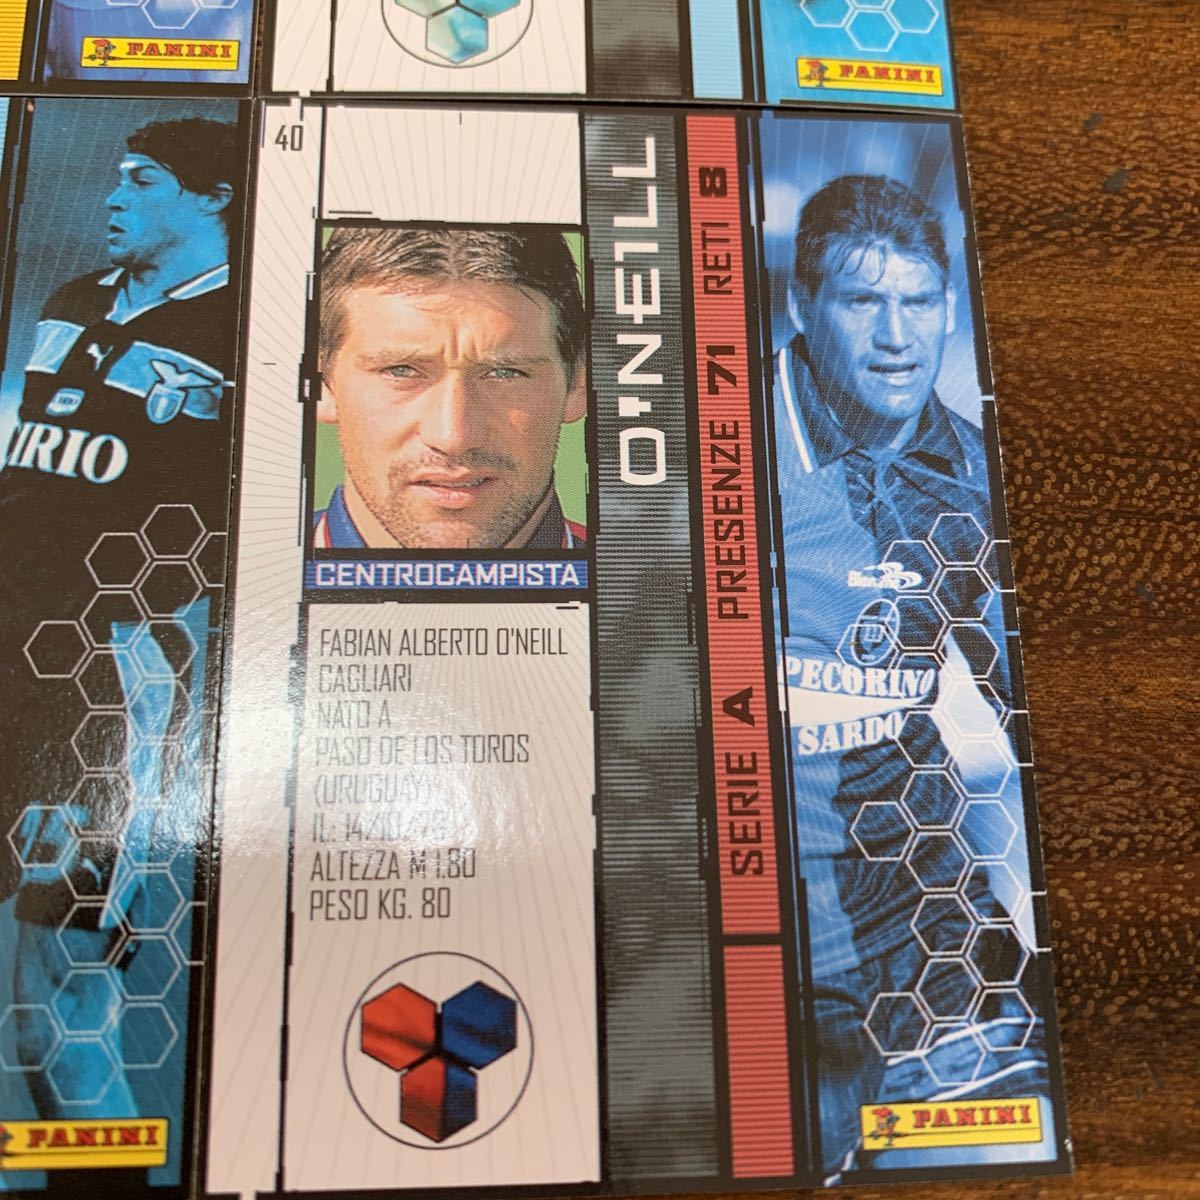 PANINI
PANINI
40
O'NEILL
SERIE A PRESENZE 71 RETI 8
CIRIO
CENTROCAMPISTA
FABIAN ALBERTO O'NEILL
CAGLIARI
NATO A
PASO DE LOS TOROS
(URUGUAY)
ALTEZZA M 1.80
PESO KG. 80
PECORINO
SARDO
15
PANINI
PANINI